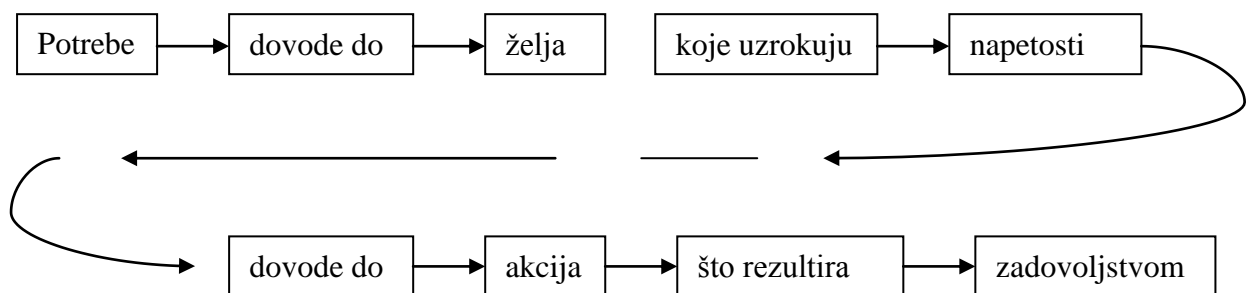 Potrebe dovode do želja koje uzrokuju napetosti
dovode do akcija što rezultira zadovoljstvom